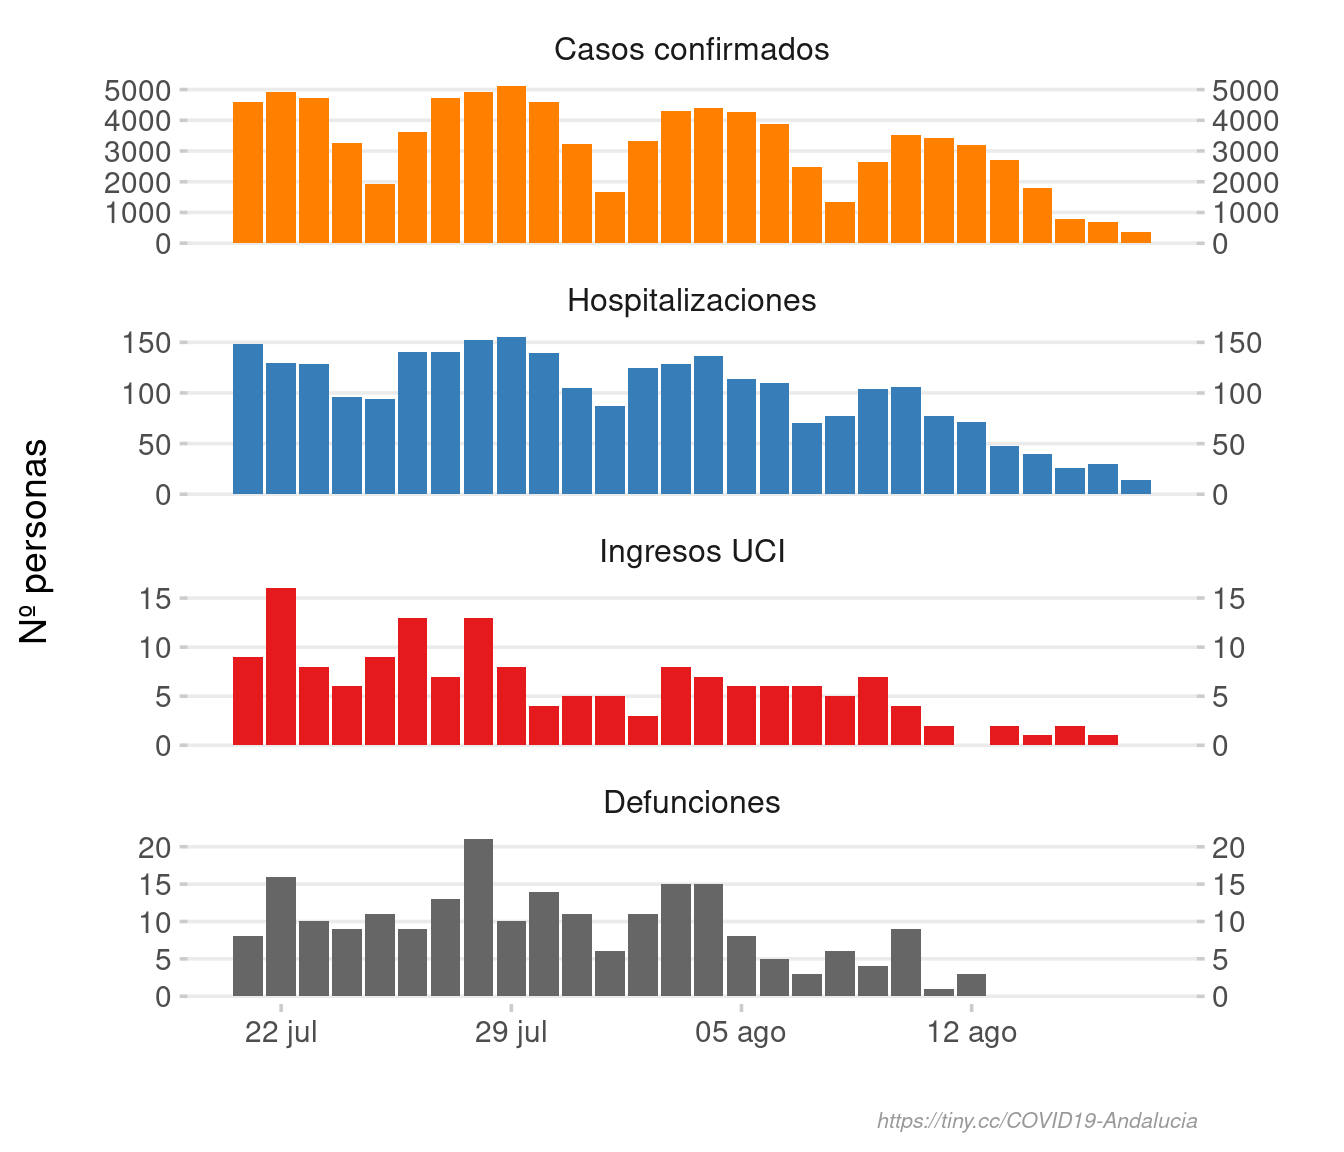 Casos confirmados
5000 5000
4000 4000
3000 3000
2000 2000
1000 1000
0 0
Hospitalizaciones
150 150
100 100
50 50
0 0
Nº personas
Ingresos UCI
15 15
10 10
5 5
0 0
Defunciones
20 20
15 15
10 10
5 5
0 0
22 jul 29 jul 05 ago 12 ago
https://tiny.cc/COVID19-Andalucia